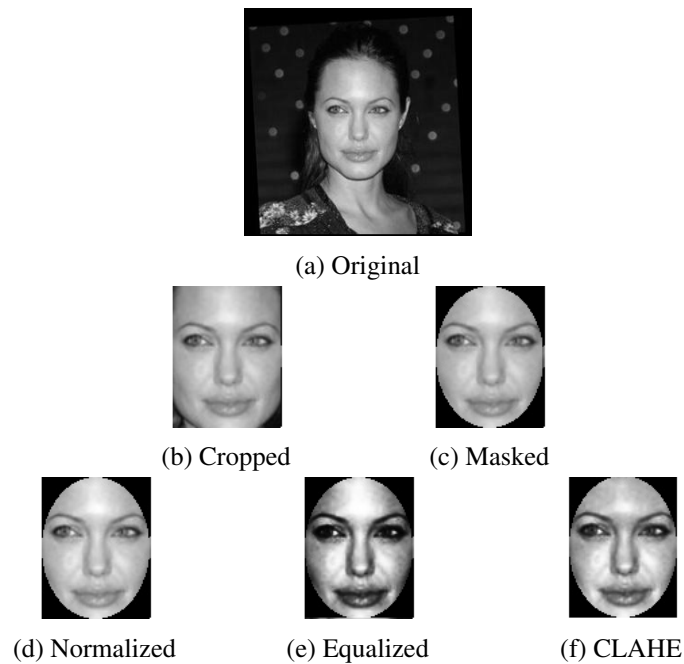 (a) Original
(b) Cropped
(c) Masked
(d) Normalized
(e) Equalized
(f) CLAHE